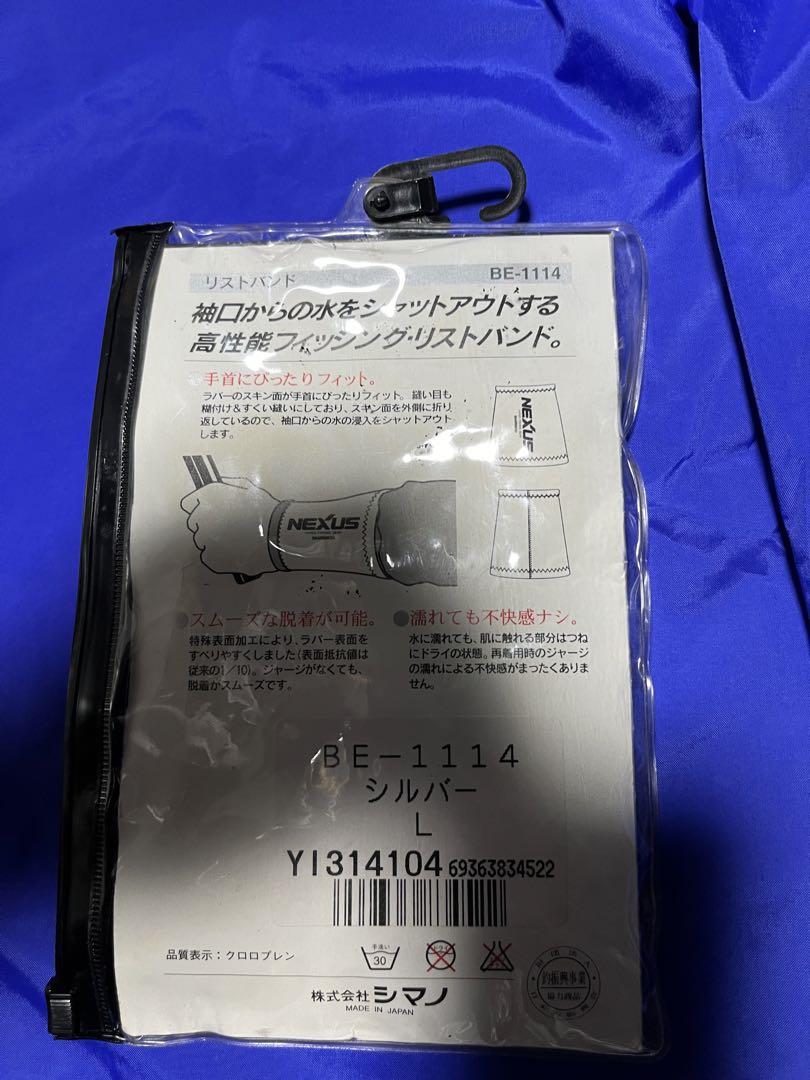 リストバンド BE-1114
袖口からの水をシャットアウトする
高性能フィッシング・リストバンド。
●手首にぴったりフィット。
ラバーのスキン面が手首にぴったりフィット。縫い目も
糊付け&すくい縫いにしており、スキン面を外側に折り
返しているので、袖口からの水の浸入をシャットアウト
します。
NEXUS
NEXUS
●スムーズな脱着が可能。
特殊表面加工により、ラバー表面を
すべりやすくしました(表面抵抗値は
従来の1/10)。ジャージがなくても、
脱着がスムーズです。
●濡れても不快感ナシ。
水に濡れても、肌に触れる部分はつね
にドライの状態。再着用時のジャージ
の濡れによる不快感がまったくありま
せん。
BE-1114
シルバー
L
YI314104 69363834522
品質表示:クロロプレン
手洗い
30
ドライ
株式会社シマノ
MADE IN JAPAN
釣振興事業